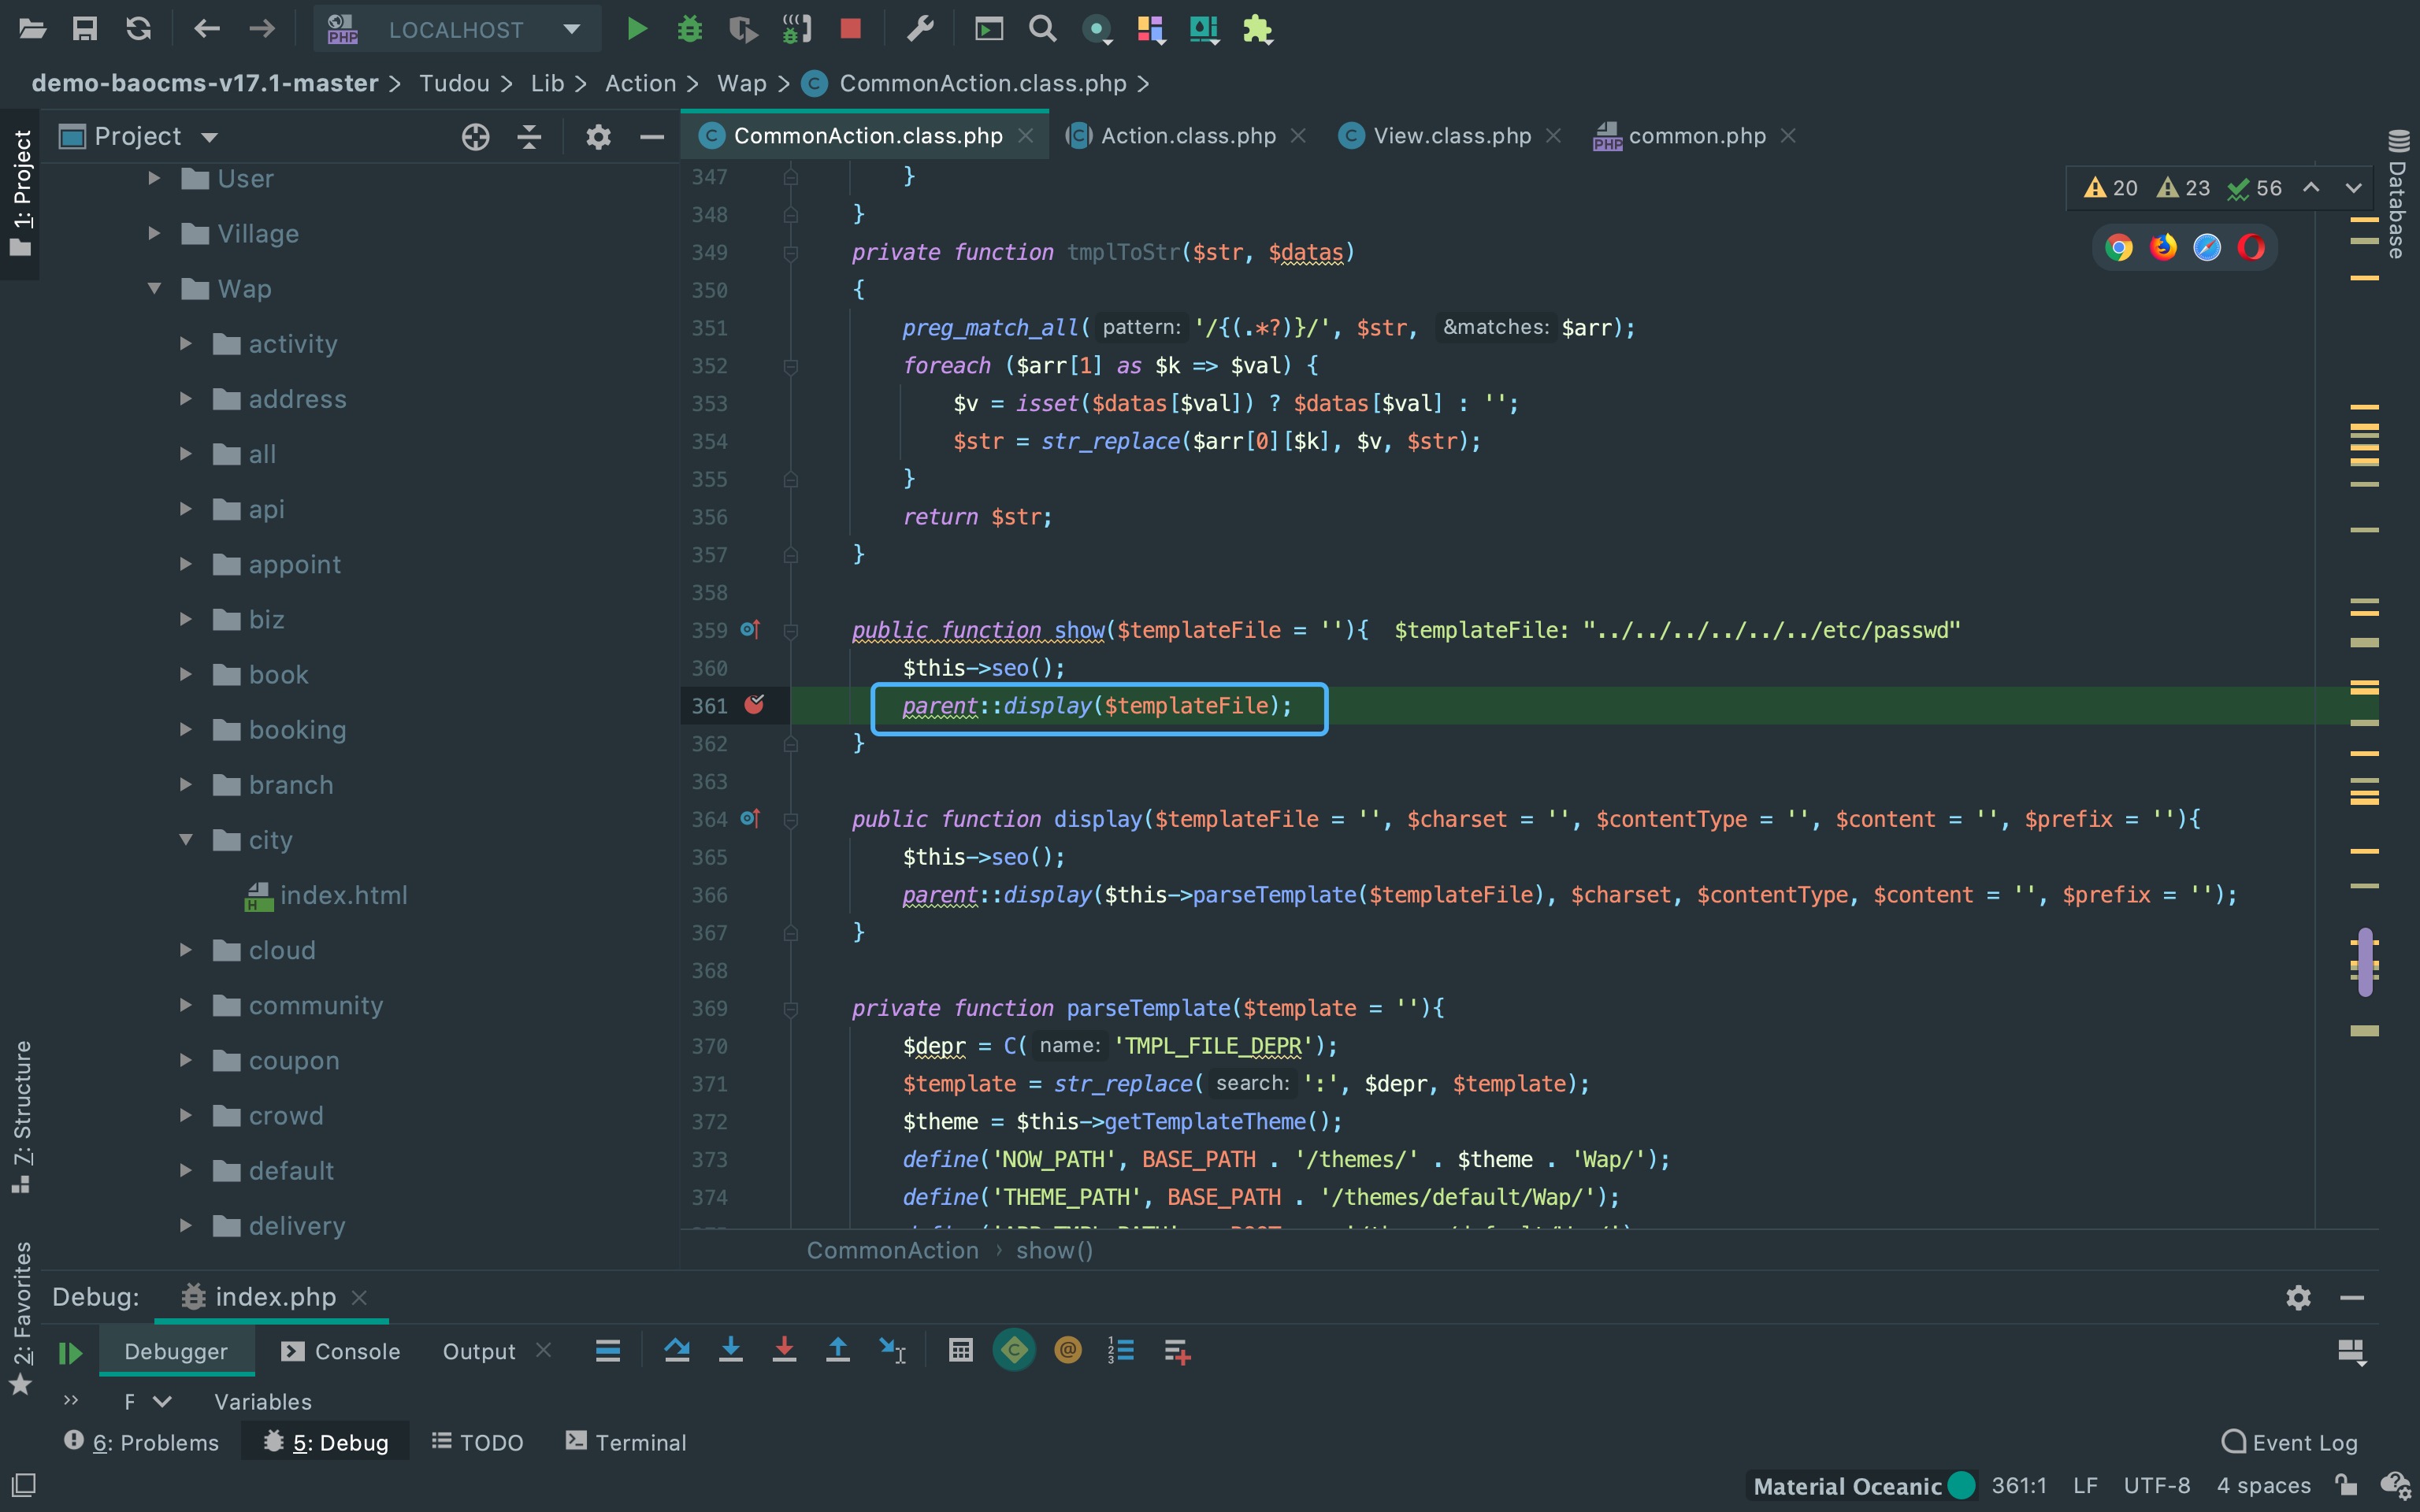 LOCALHOST
demo-baocms-v17.1-master > Tudou > Lib > Action > Wap > CommonAction.class.php >
1: Project
Project
CommonAction.class.php
Action.class.php
View.class.php
common.php
Database
User
Village
Wap
activity
address
all
api
appoint
biz
book
booking
branch
city
index.html
cloud
community
coupon
crowd
default
delivery
20 23 56
347 }
348 }
349 private function tmplToStr($str, $datas)
350 {
351 preg_match_all( pattern: '/{(.*?)}/', $str, &matches: $arr);
352 foreach ($arr[1] as $k => $val) {
353 $v = isset($datas[$val]) ? $datas[$val] : '';
354 $str = str_replace($arr[0][$k], $v, $str);
355 }
356 return $str;
357 }
358
359 public function show($templateFile = ''){ $templateFile: "../../../../../../etc/passwd"
360 $this->seo();
361 parent::display($templateFile);
362 }
363
364 public function display($templateFile = '', $charset = '', $contentType = '', $content = '', $prefix = ''){
365 $this->seo();
366 parent::display($this->parseTemplate($templateFile), $charset, $contentType, $content = '', $prefix = '');
367 }
368
369 private function parseTemplate($template = ''){
370 $depr = C( name: 'TMPL_FILE_DEPR');
371 $template = str_replace( search: ':', $depr, $template);
372 $theme = $this->getTemplateTheme();
373 define('NOW_PATH', BASE_PATH . '/themes/' . $theme . 'Wap/');
374 define('THEME_PATH', BASE_PATH . '/themes/default/Wap/');
CommonAction > show()
7: Structure
2: Favorites
Debug: index.php
Debugger Console Output
>> F Variables
6: Problems 5: Debug TODO Terminal Event Log
Material Oceanic 361:1 LF UTF-8 4 spaces